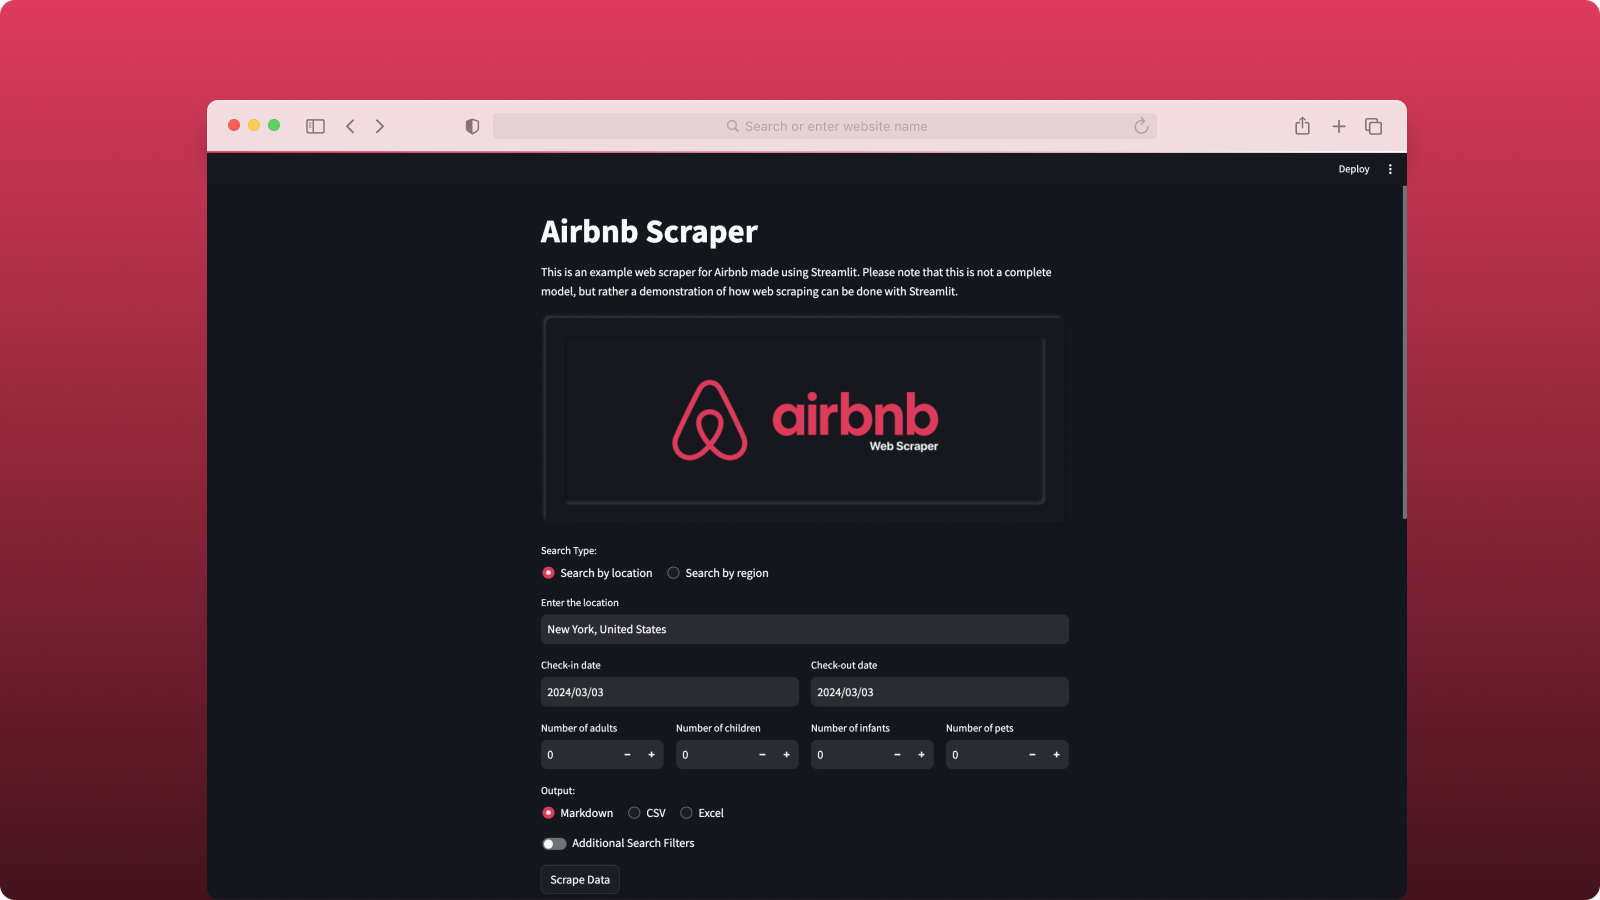 Search or enter website name
Deploy
Airbnb Scraper
This is an example web scraper for Airbnb made using Streamlit. Please note that this is not a complete
model, but rather a demonstration of how web scraping can be done with Streamlit.
airbnb
Web Scraper
Search Type:
Search by location Search by region
Enter the location
New York, United States
Check-in date Check-out date
2024/03/03 2024/03/03
Number of adults Number of children Number of infants Number of pets
0 − + 0 − + 0 − + 0 − +
Output:
Markdown CSV Excel
Additional Search Filters
Scrape Data